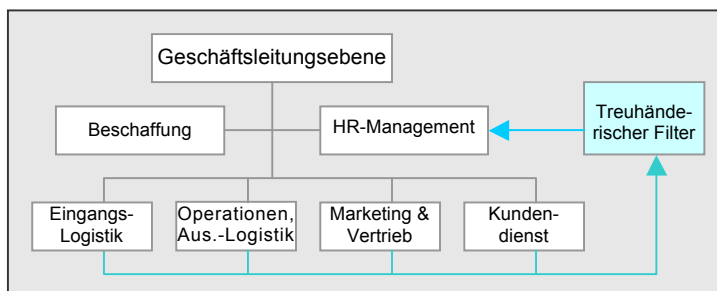 Geschäftsleitungsebene
Beschaffung
HR-Management
Treuhände-
rischer Filter
Eingangs-
Logistik
Operationen,
Aus.-Logistik
Marketing &
Vertrieb
Kunden-
dienst